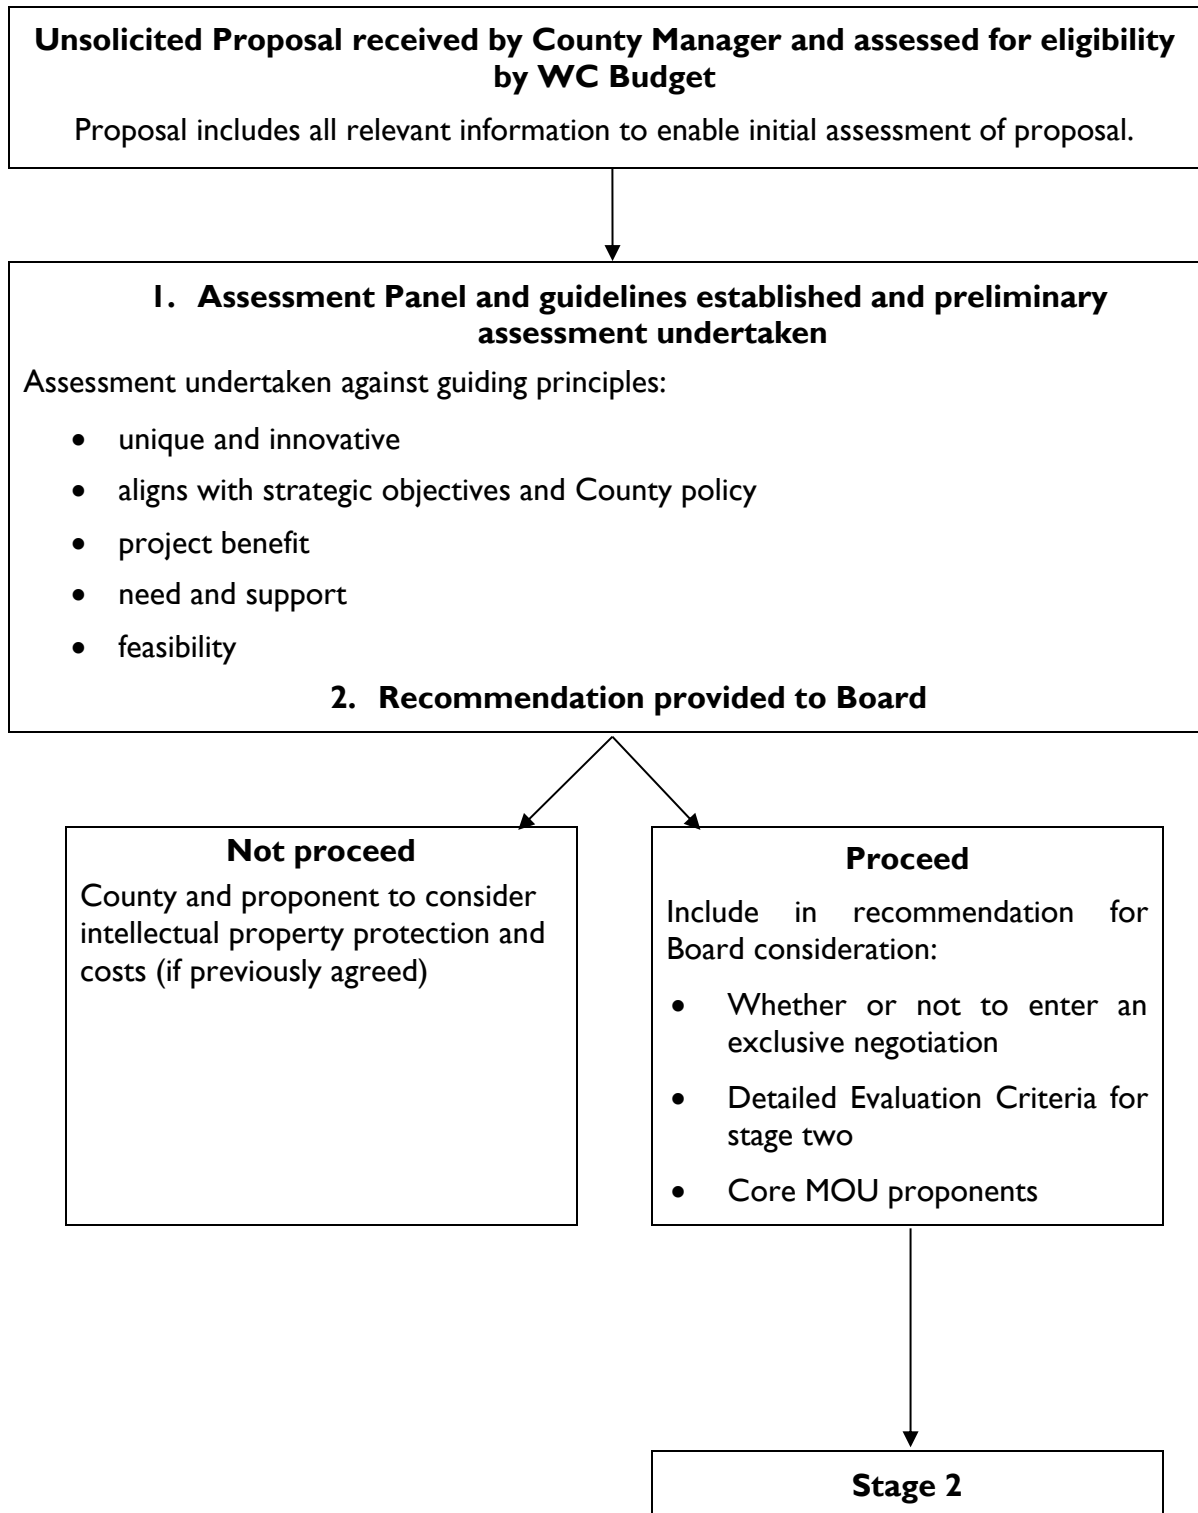 Unsolicited Proposal received by County Manager and assessed for eligibility
by WC Budget
Proposal includes all relevant information to enable initial assessment of proposal.
1. Assessment Panel and guidelines established and preliminary
assessment undertaken
Assessment undertaken against guiding principles:
• unique and innovative
• aligns with strategic objectives and County policy
• project benefit
• need and support
• feasibility
2. Recommendation provided to Board
Not proceed
County and proponent to consider
intellectual property protection and
costs (if previously agreed)
Proceed
Include in recommendation for
Board consideration:
• Whether or not to enter an
exclusive negotiation
• Detailed Evaluation Criteria for
stage two
• Core MOU proponents
Stage 2